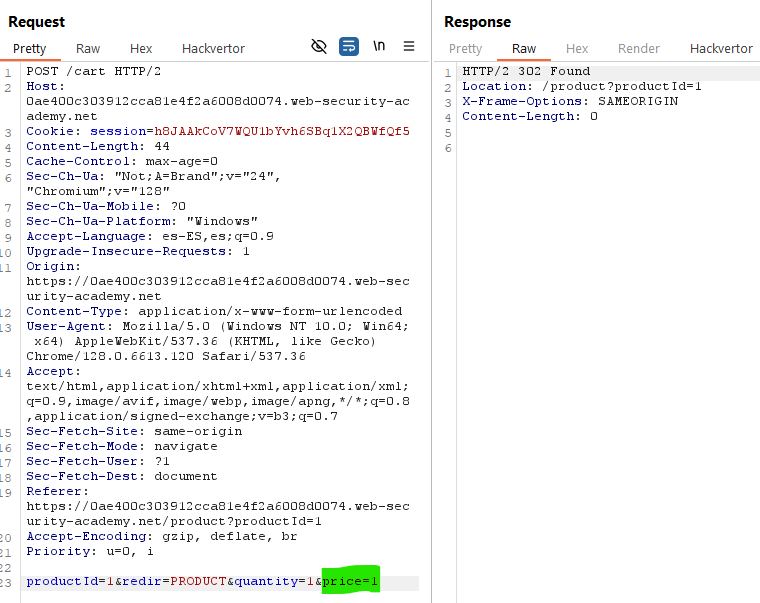 Request
Pretty Raw Hex Hackvertor \n
1 POST /cart HTTP/2
2 Host:
0ae400c303912cca81e4f2a6008d0074.web-security-ac
ademy.net
3 Cookie: session=h8JAAkCoV7WQU1bYvh6SBq1X2QBWfQf5
4 Content-Length: 44
5 Cache-Control: max-age=0
6 Sec-Ch-Ua: "Not;A=Brand";v="24",
"Chromium";v="128"
7 Sec-Ch-Ua-Mobile: ?0
8 Sec-Ch-Ua-Platform: "Windows"
9 Accept-Language: es-ES,es;q=0.9
10 Upgrade-Insecure-Requests: 1
11 Origin:
https://0ae400c303912cca81e4f2a6008d0074.web-sec
urity-academy.net
12 Content-Type: application/x-www-form-urlencoded
13 User-Agent: Mozilla/5.0 (Windows NT 10.0; Win64;
x64) AppleWebKit/537.36 (KHTML, like Gecko)
Chrome/128.0.6613.120 Safari/537.36
14 Accept:
text/html,application/xhtml+xml,application/xml;
q=0.9,image/avif,image/webp,image/apng,*/*;q=0.8
,application/signed-exchange;v=b3;q=0.7
15 Sec-Fetch-Site: same-origin
16 Sec-Fetch-Mode: navigate
17 Sec-Fetch-User: ?1
18 Sec-Fetch-Dest: document
19 Referer:
https://0ae400c303912cca81e4f2a6008d0074.web-sec
urity-academy.net/product?productId=1
20 Accept-Encoding: gzip, deflate, br
21 Priority: u=0, i
22
23 productId=1&redir=PRODUCT&quantity=1&price=1
Response
Pretty Raw Hex Render Hackvertor
1 HTTP/2 302 Found
2 Location: /product?productId=1
3 X-Frame-Options: SAMEORIGIN
4 Content-Length: 0
5
6